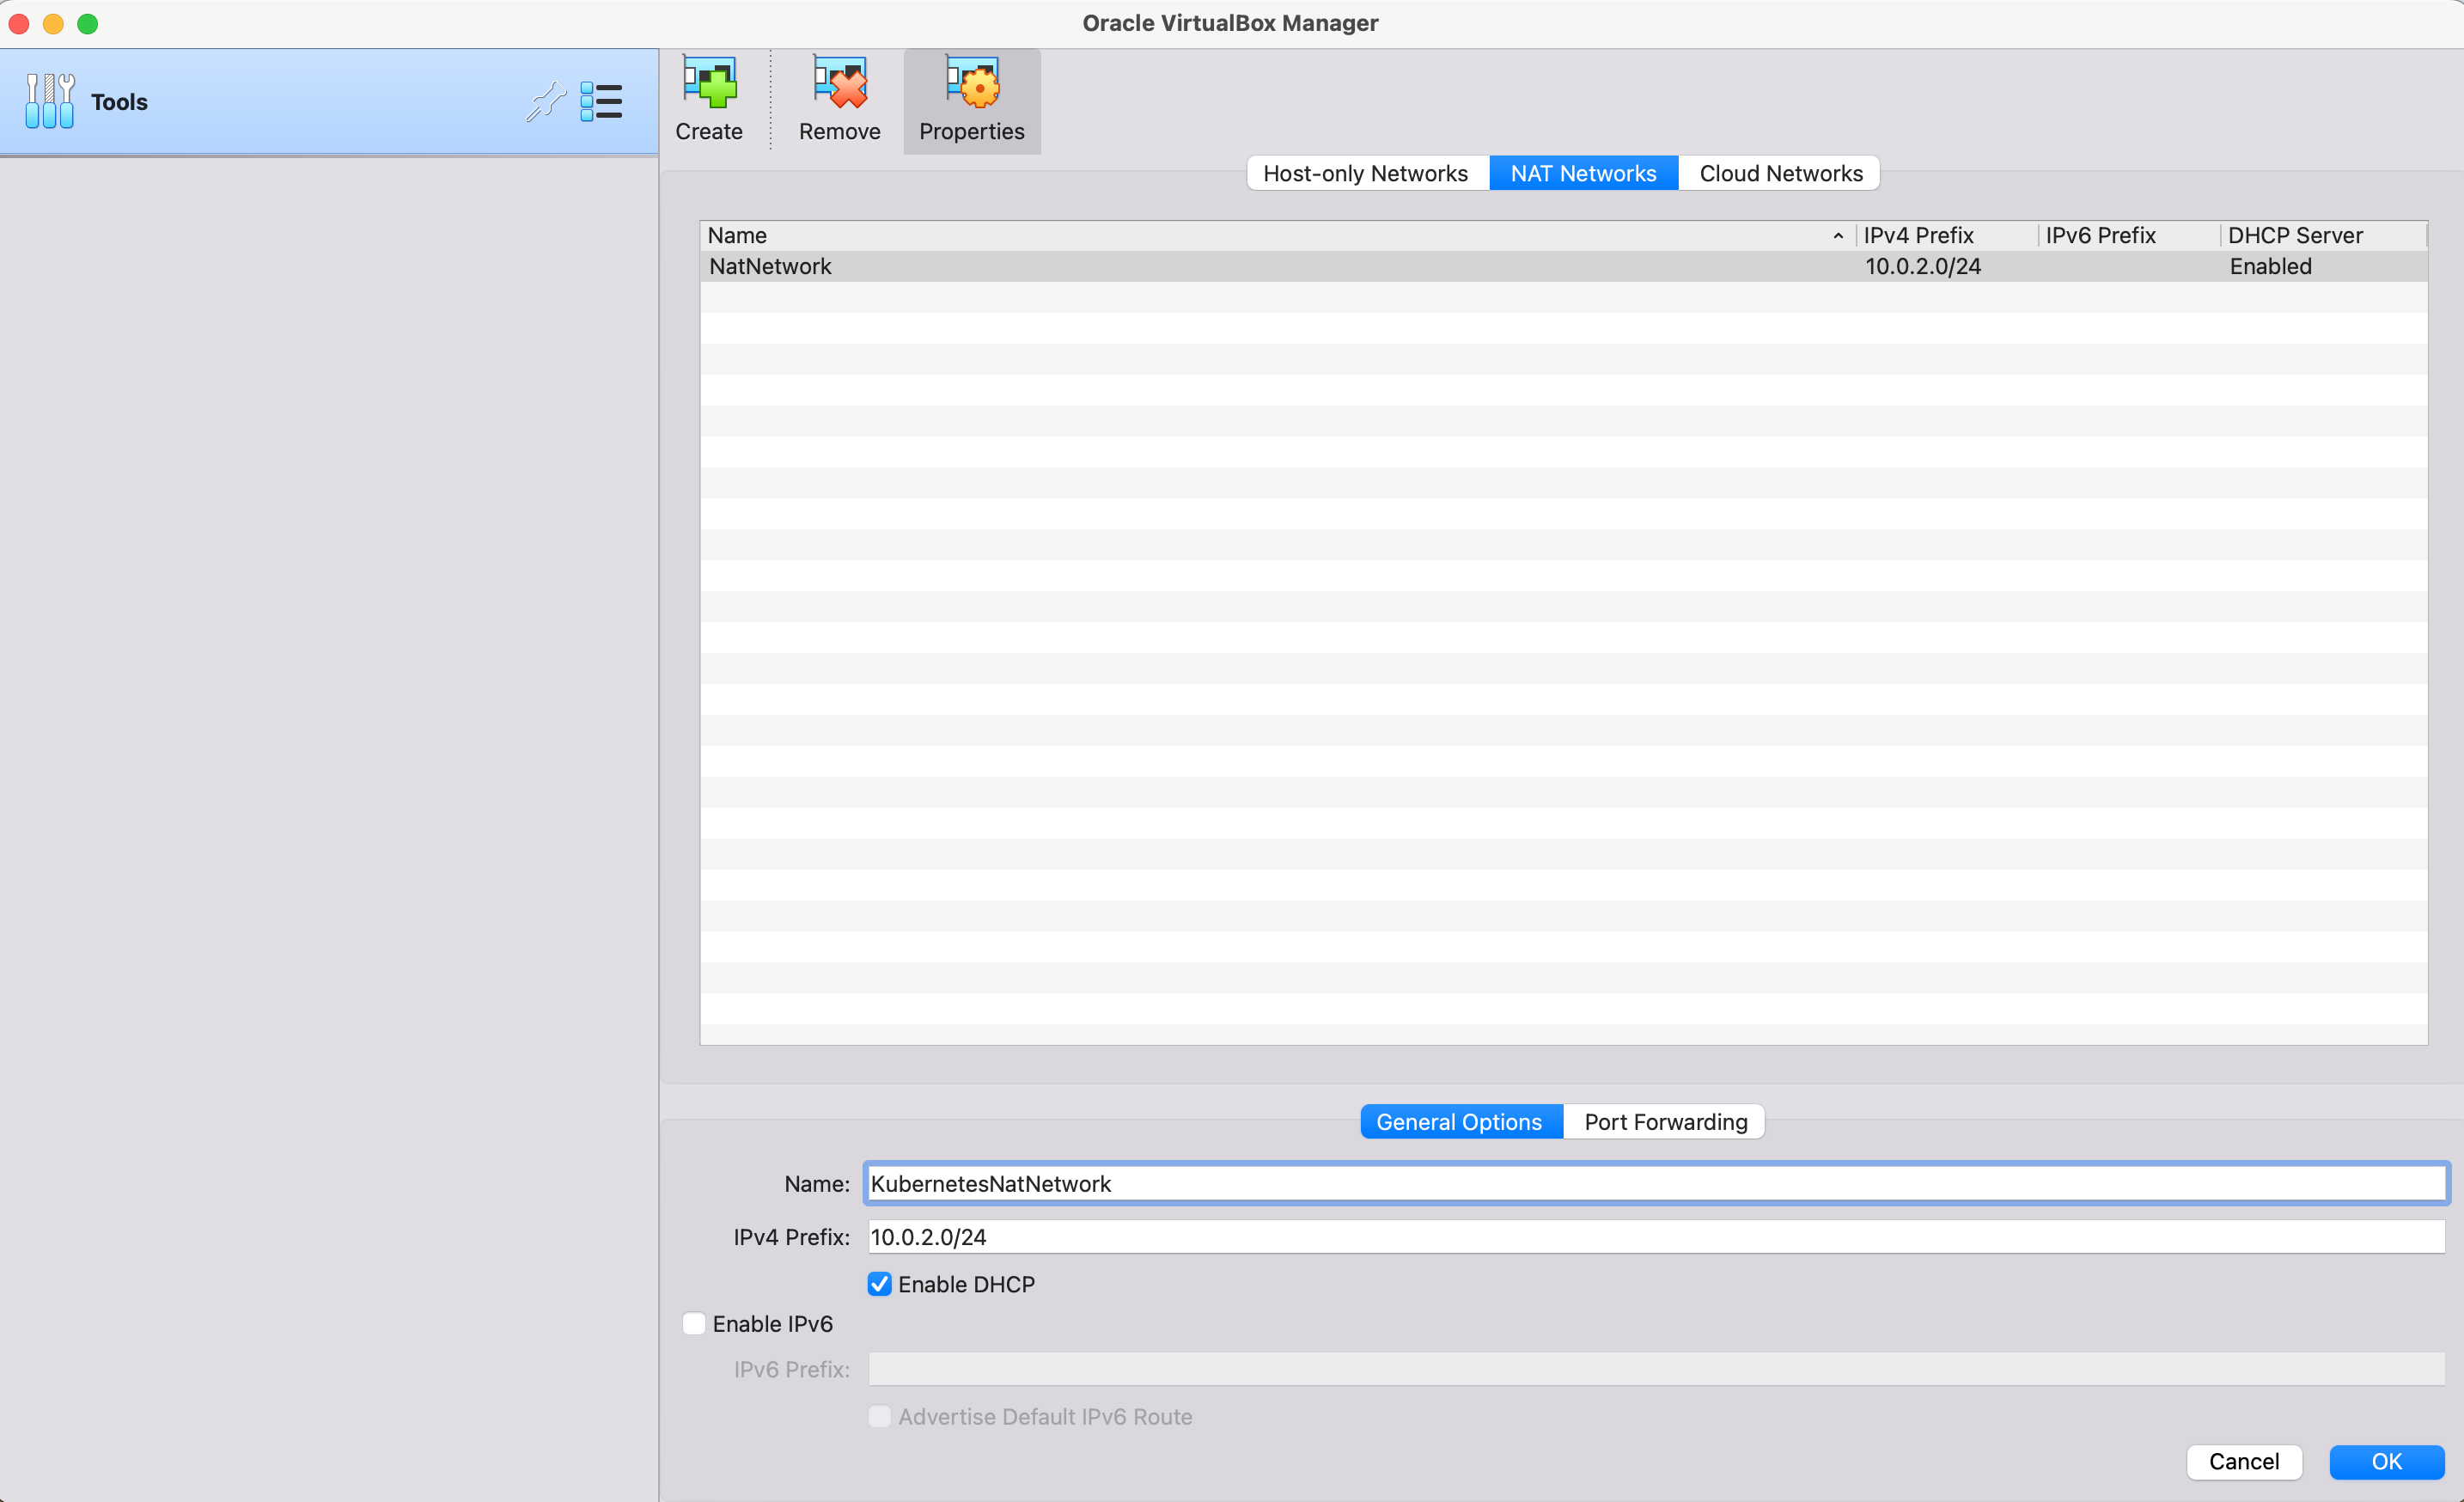 Oracle VirtualBox Manager
Tools
Create Remove Properties
Host-only Networks NAT Networks Cloud Networks
Name IPv4 Prefix IPv6 Prefix DHCP Server
NatNetwork 10.0.2.0/24 Enabled
General Options Port Forwarding
Name: KubernetesNatNetwork
IPv4 Prefix: 10.0.2.0/24
Enable DHCP
Enable IPv6
IPv6 Prefix:
Advertise Default IPv6 Route
Cancel OK